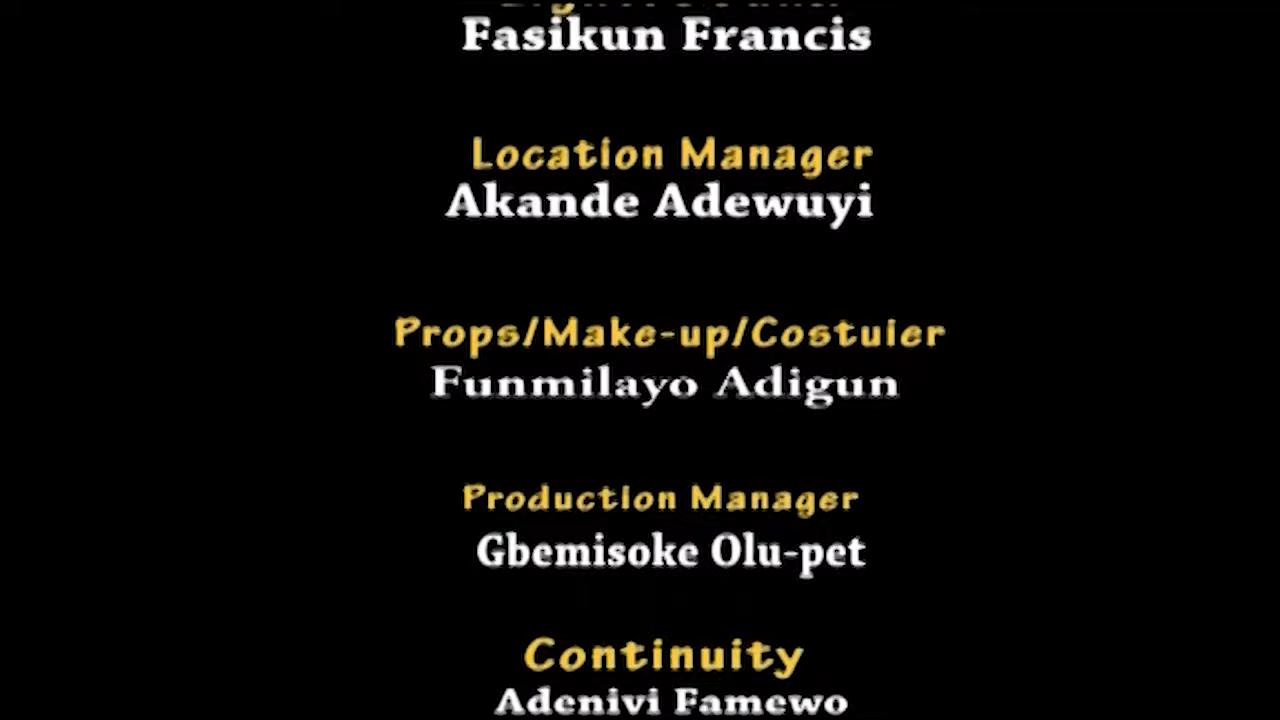 Fasikun Francis
Location Manager
Akande Adewuyi
Props/Make-up/Costuier
Funmilayo Adigun
Production Manager
Gbemisoke Olu-pet
Continuity
Adeniyi Famewo